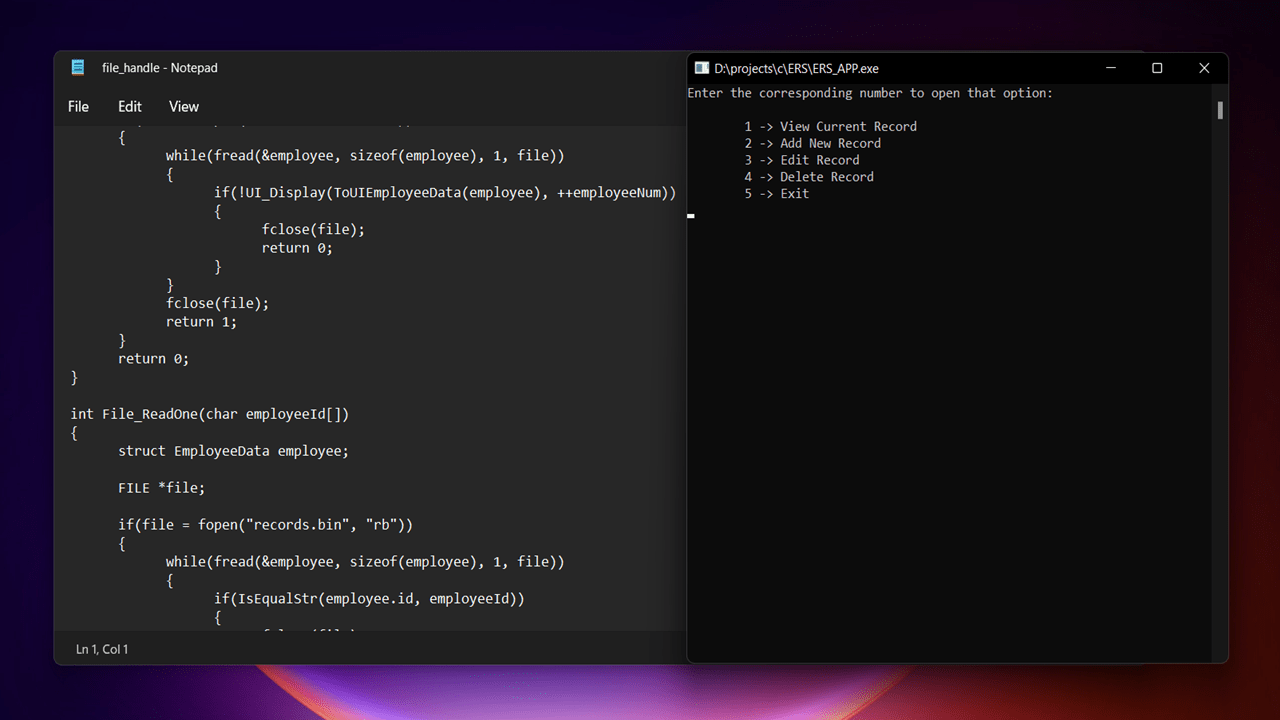 file_handle - Notepad
File Edit View
{
while(fread(&employee, sizeof(employee), 1, file))
{
if(!UI_Display(ToUIEmployeeData(employee), ++employeeNum))
{
fclose(file);
return 0;
}
}
fclose(file);
return 1;
}
return 0;
}
int File_ReadOne(char employeeId[])
{
struct EmployeeData employee;
FILE *file;
if(file = fopen("records.bin", "rb"))
{
while(fread(&employee, sizeof(employee), 1, file))
{
if(IsEqualStr(employee.id, employeeId))
{
Ln 1, Col 1
D:\projects\c\ERS\ERS_APP.exe
Enter the corresponding number to open that option:
1 -> View Current Record
2 -> Add New Record
3 -> Edit Record
4 -> Delete Record
5 -> Exit